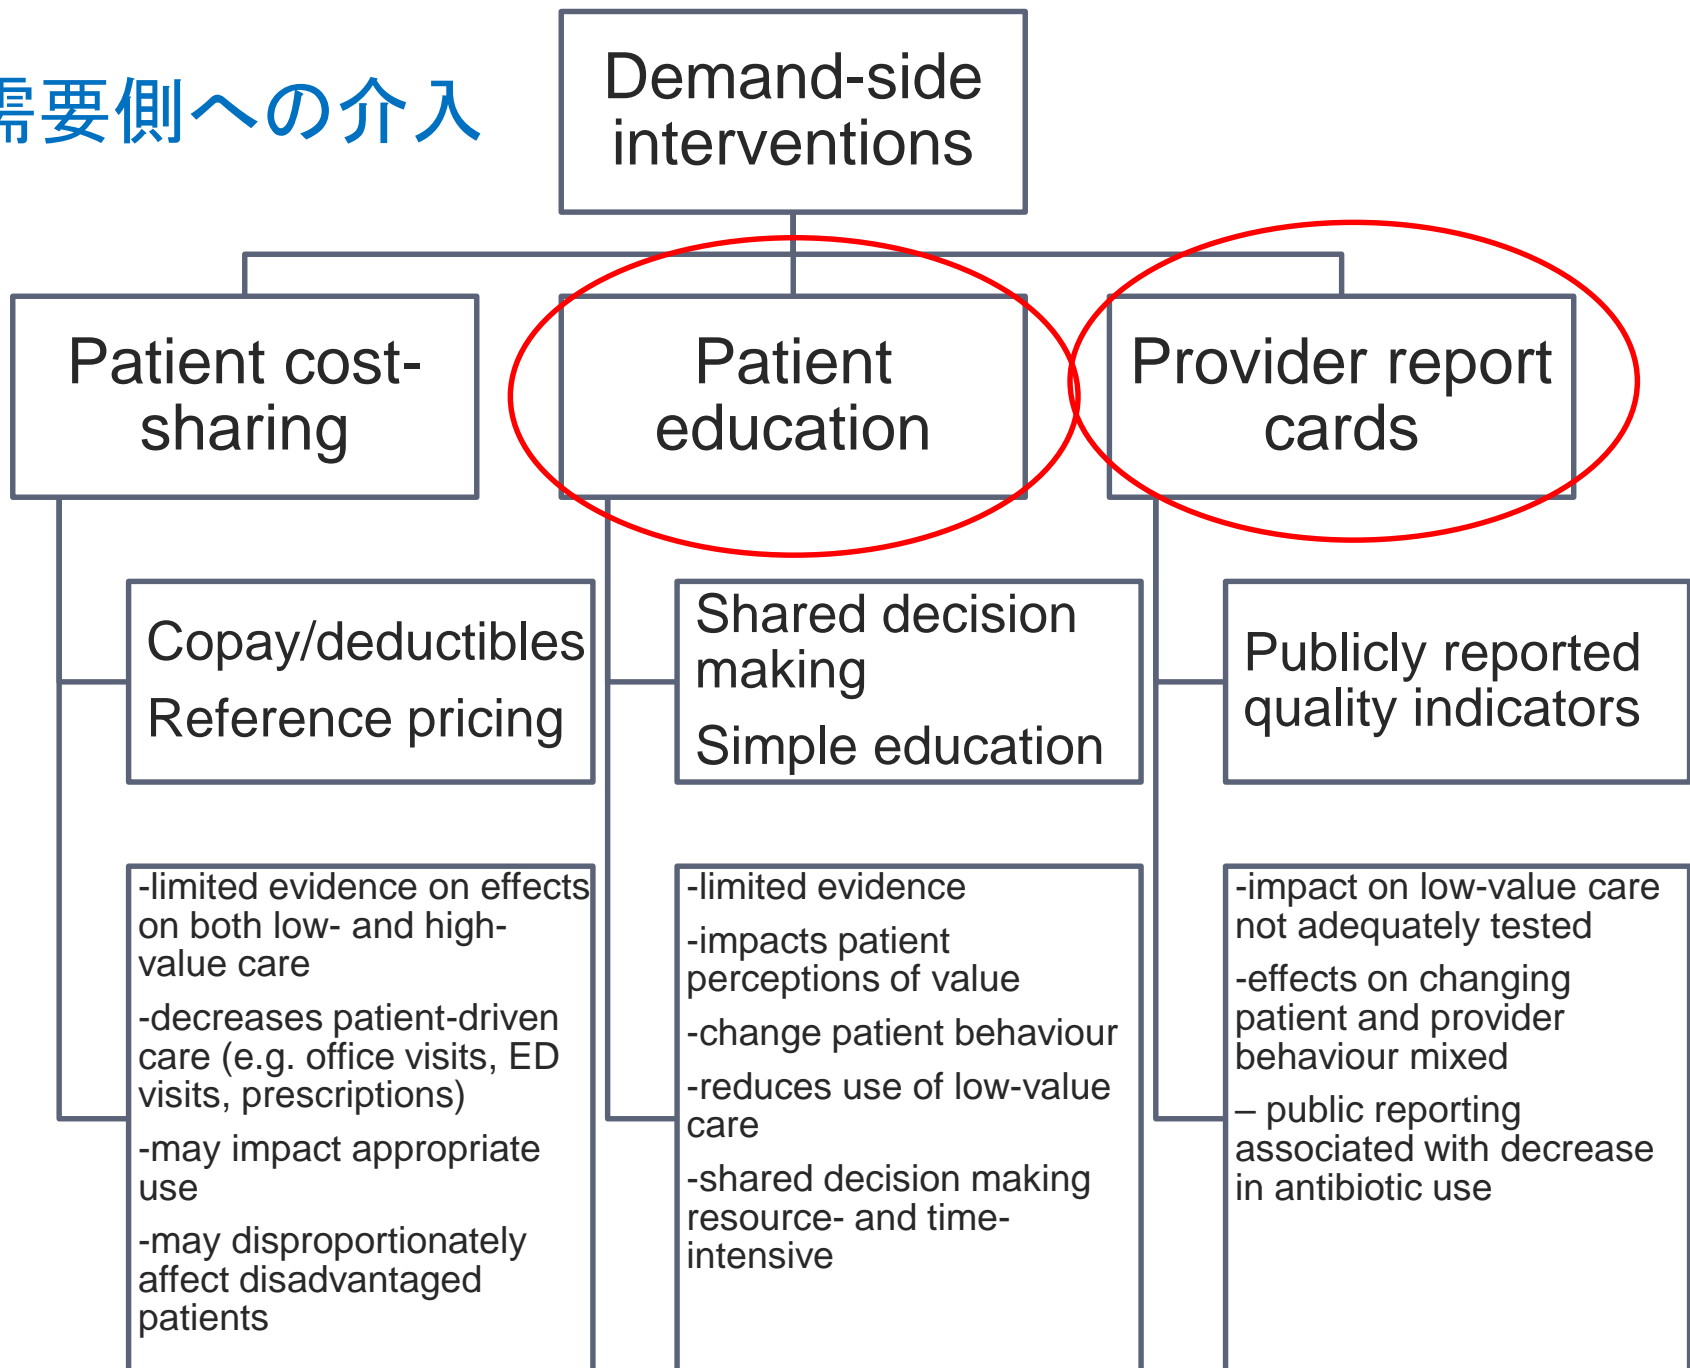 需要側への介入
Demand-side
interventions
Patient cost-
sharing
Patient
education
Provider report
cards
Copay/deductibles
Reference pricing
Shared decision
making
Simple education
Publicly reported
quality indicators
-limited evidence on effects
on both low- and high-
value care
-decreases patient-driven
care (e.g. office visits, ED
visits, prescriptions)
-may impact appropriate
use
-may disproportionately
affect disadvantaged
patients
-limited evidence
-impacts patient
perceptions of value
-change patient behaviour
-reduces use of low-value
care
-shared decision making
resource- and time-
intensive
-impact on low-value care
not adequately tested
-effects on changing
patient and provider
behaviour mixed
– public reporting
associated with decrease
in antibiotic use